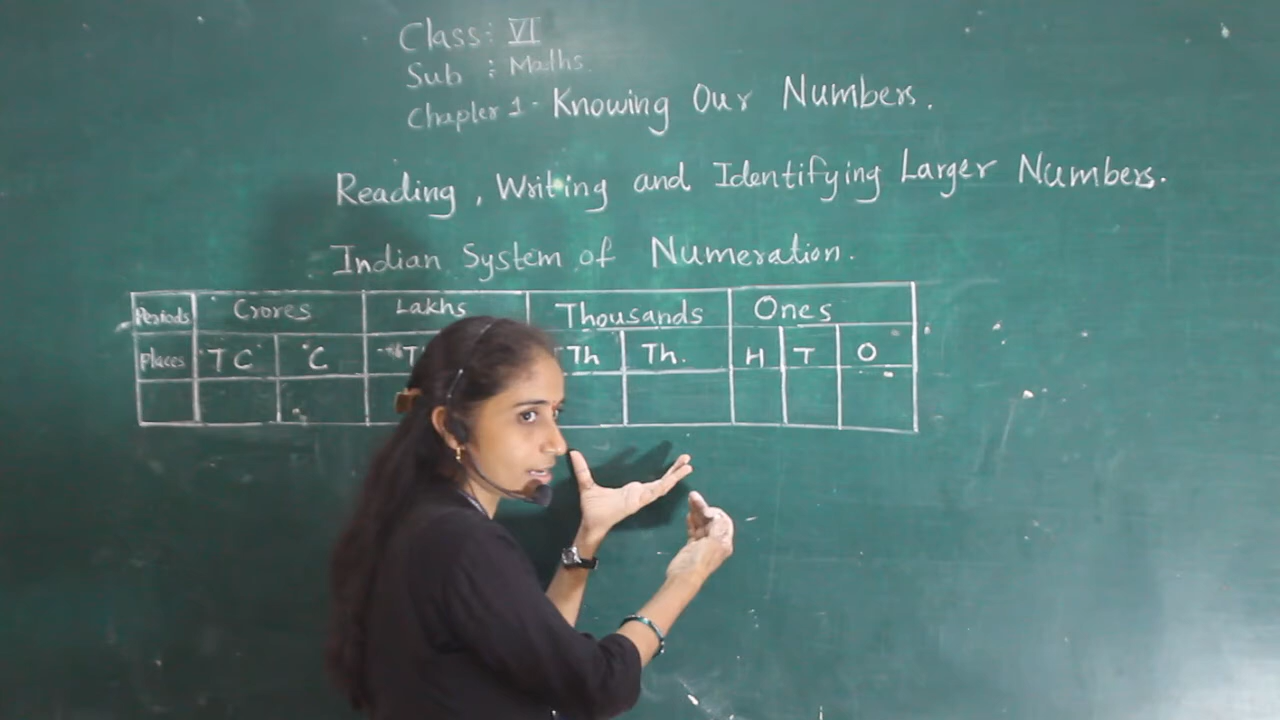 Class: VI
Sub : Maths.
Chapter 1 - Knowing Our Numbers.
Reading, Writing and Identifying Larger Numbers.
Indian System of Numeration.
Periods Crores Lakhs Thousands Ones
Places T C C T Th Th. H T O